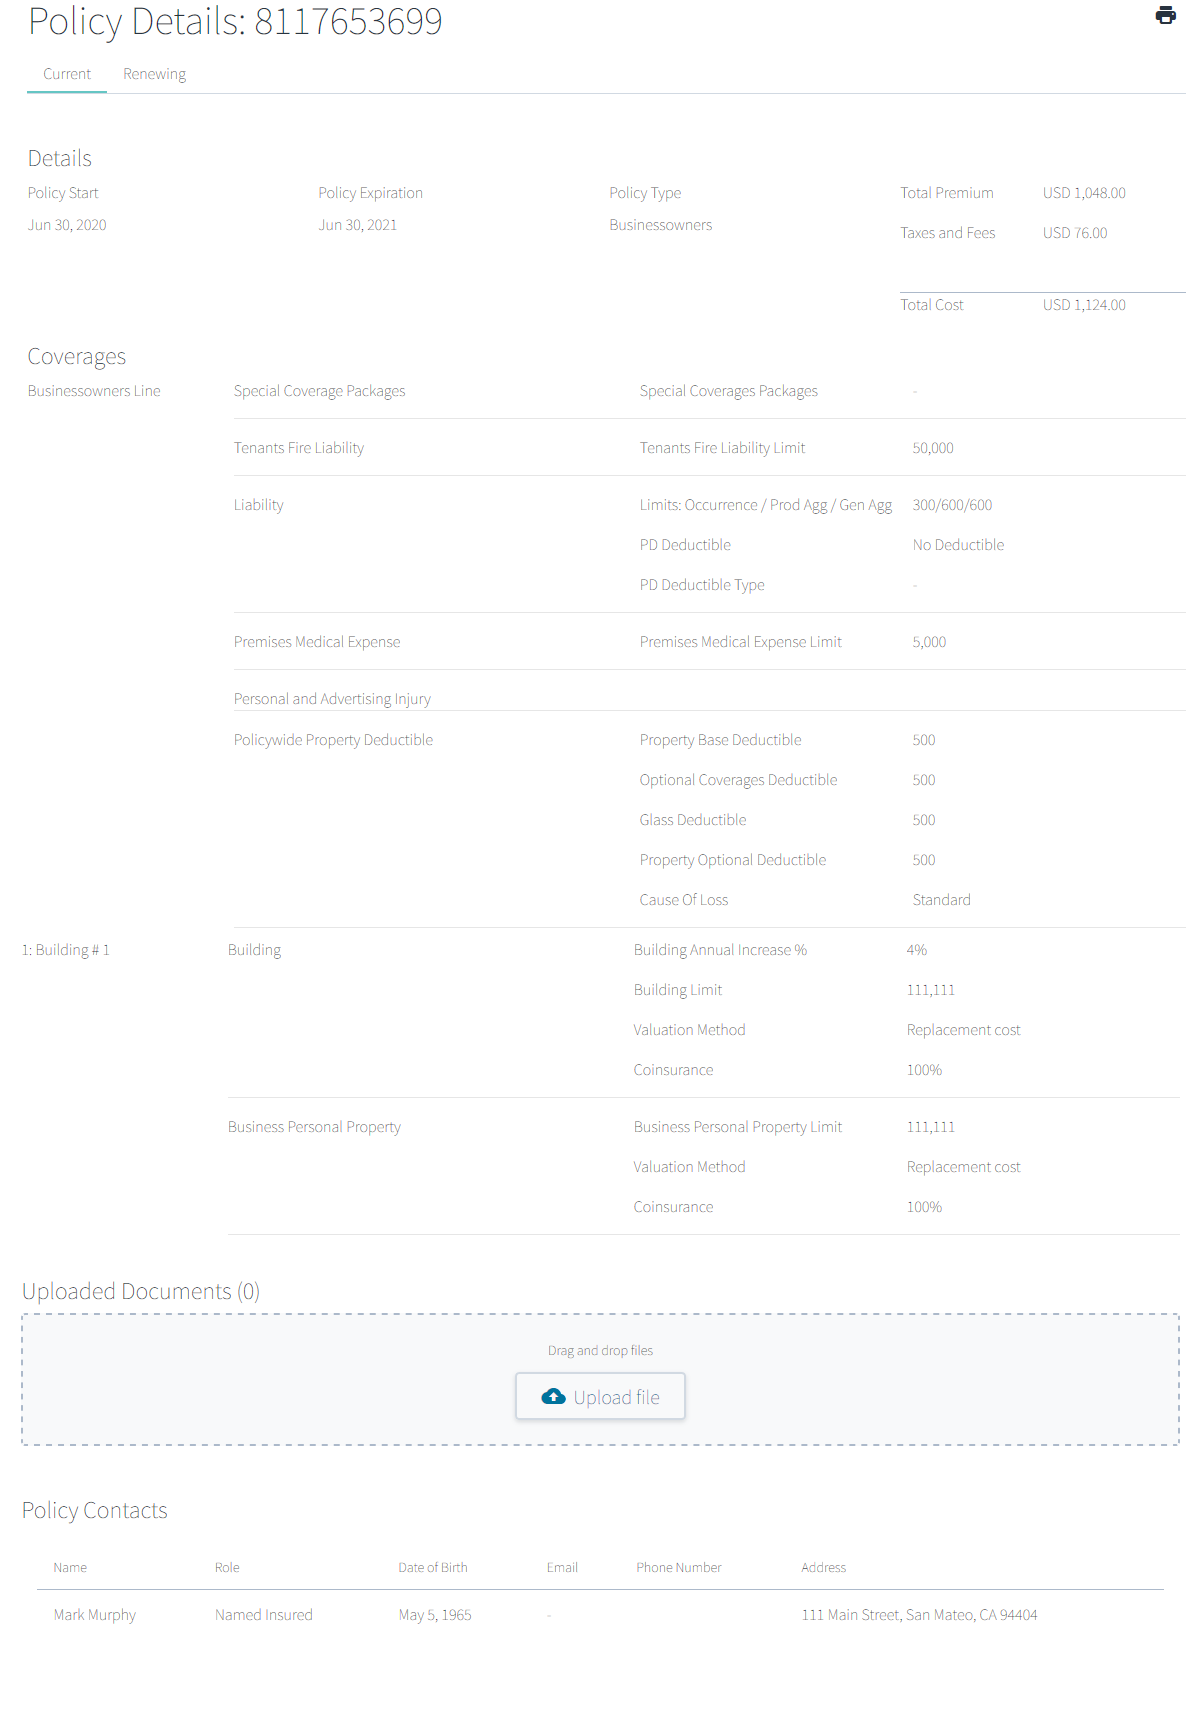 Policy Details: 8117653699
Current Renewing
Details
Policy Start Policy Expiration Policy Type Total Premium USD 1,048.00
Jun 30, 2020 Jun 30, 2021 Businessowners
Taxes and Fees USD 76.00
Total Cost USD 1,124.00
Coverages
Businessowners Line Special Coverage Packages Special Coverages Packages -
Tenants Fire Liability Tenants Fire Liability Limit 50,000
Liability Limits: Occurrence / Prod Agg / Gen Agg 300/600/600
PD Deductible No Deductible
PD Deductible Type -
Premises Medical Expense Premises Medical Expense Limit 5,000
Personal and Advertising Injury
Policywide Property Deductible Property Base Deductible 500
Optional Coverages Deductible 500
Glass Deductible 500
Property Optional Deductible 500
Cause Of Loss Standard
1: Building # 1 Building Building Annual Increase % 4%
Building Limit 111,111
Valuation Method Replacement cost
Coinsurance 100%
Business Personal Property Business Personal Property Limit 111,111
Valuation Method Replacement cost
Coinsurance 100%
Uploaded Documents (0)
Drag and drop files
Upload file
Policy Contacts
Name Role Date of Birth Email Phone Number Address
Mark Murphy Named Insured May 5, 1965 - 111 Main Street, San Mateo, CA 94404